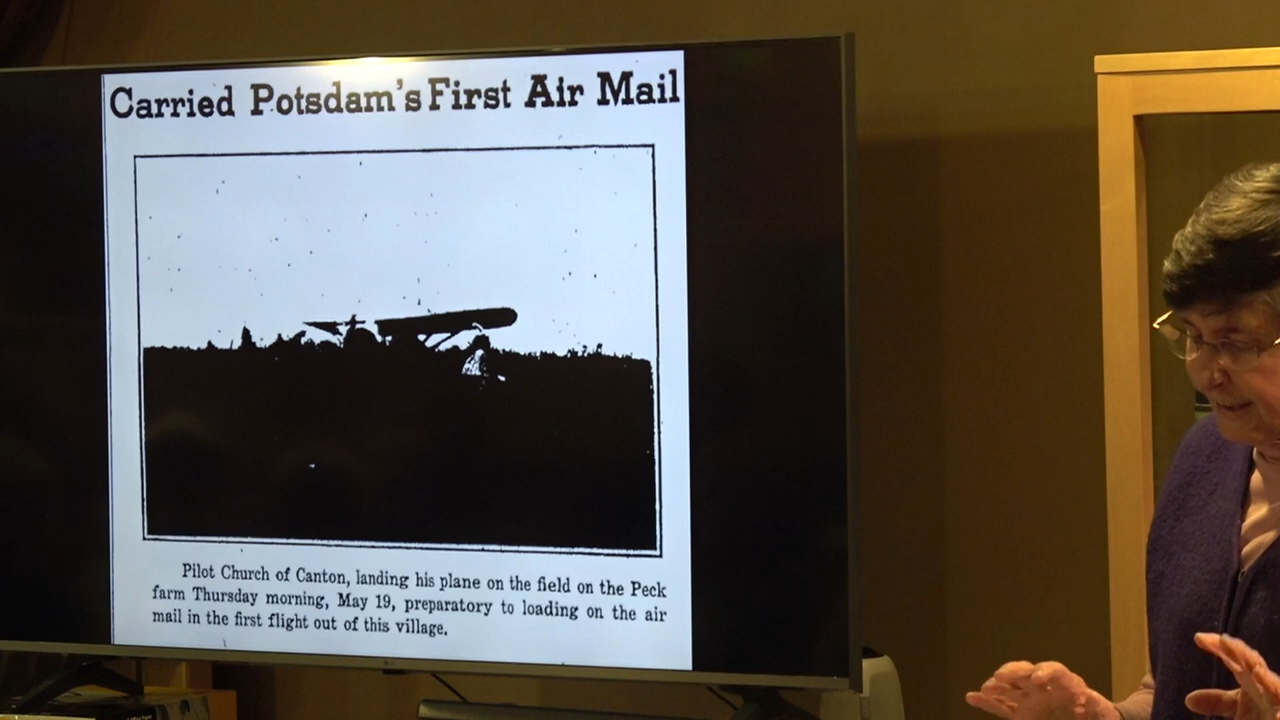 Carried Potsdam's First Air Mail
Pilot Church of Canton, landing his plane on the field on the Peck
farm Thursday morning, May 19, preparatory to loading on the air
mail in the first flight out of this village.